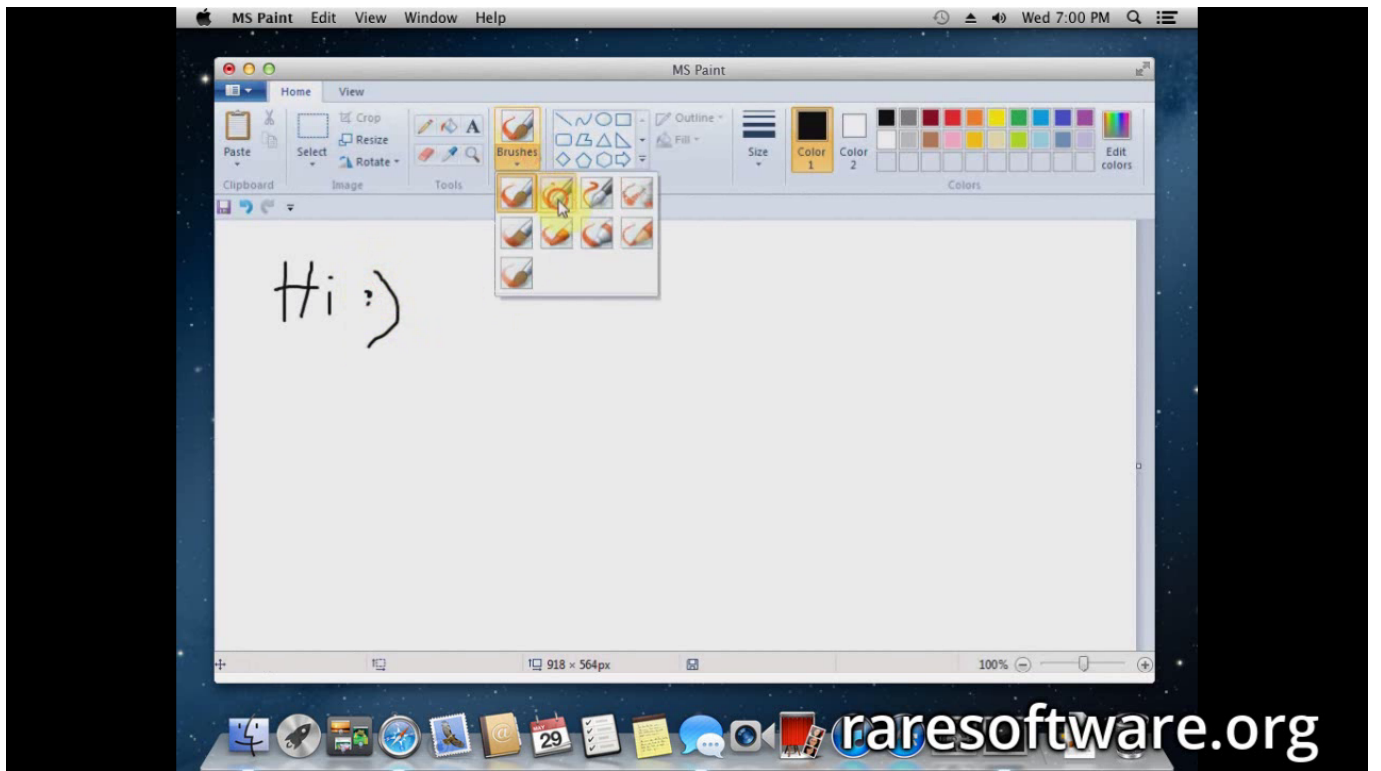 MS Paint Edit View Window Help Wed 7:00 PM
MS Paint
Home View
Paste
Select
Crop
Resize
Rotate
A
Brushes
Outline
Fill
Size
Color 1
Color 2
Edit colors
Clipboard Image Tools Colors
Hi :)
918 × 564px 100%
MAY
29
raresoftware.org